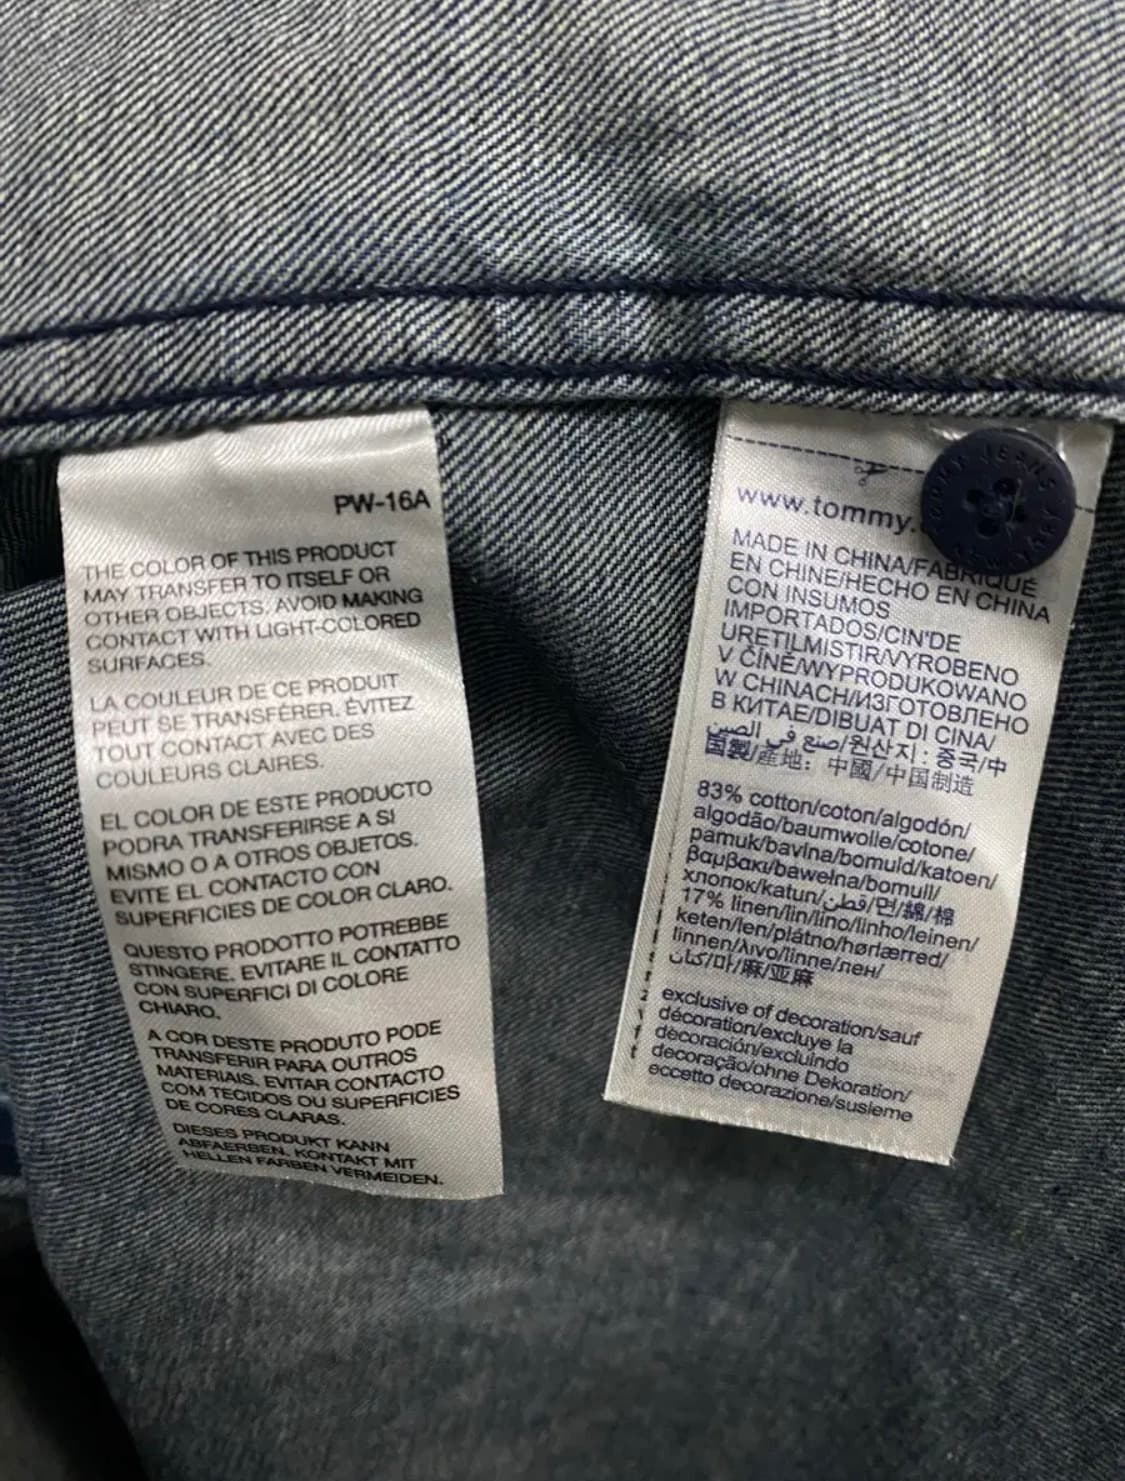 PW-16A
THE COLOR OF THIS PRODUCT
MAY TRANSFER TO ITSELF OR
OTHER OBJECTS. AVOID MAKING
CONTACT WITH LIGHT-COLORED
SURFACES.
LA COULEUR DE CE PRODUIT
PEUT SE TRANSFÉRER. ÉVITEZ
TOUT CONTACT AVEC DES
COULEURS CLAIRES.
EL COLOR DE ESTE PRODUCTO
PODRA TRANSFERIRSE A SI
MISMO O A OTROS OBJETOS.
EVITE EL CONTACTO CON
SUPERFICIES DE COLOR CLARO.
QUESTO PRODOTTO POTREBBE
STINGERE. EVITARE IL CONTATTO
CON SUPERFICI DI COLORE
CHIARO.
A COR DESTE PRODUTO PODE
TRANSFERIR PARA OUTROS
MATERIAIS. EVITAR CONTACTO
COM TECIDOS OU SUPERFICIES
DE CORES CLARAS.
DIESES PRODUKT KANN
ABFAERBEN. KONTAKT MIT
HELLEN FARBEN VERMEIDEN.
www.tommy.
MADE IN CHINA/FABRIQUÉ
EN CHINE/HECHO EN CHINA
CON INSUMOS
IMPORTADOS/CIN'DE
URETILMISTIR/VYROBENO
V ČÍNĚ/WYPRODUKOWANO
W CHINACH/ИЗГОТОВЛЕНО
В КИТАЕ/DIBUAT DI CINA/
صنع في الصين/원산지: 중국/中
国製/産地: 中國/中国制造
83% cotton/coton/algodón/
algodão/baumwolle/cotone/
pamuk/bavlna/bomuld/katoen/
βαμβακι/bawełna/bomull/
хлопок/katun/قطن/면/綿/棉
17% linen/lin/lino/linho/leinen/
keten/len/plátno/hørlærred/
linnen/λινο/linne/лен/
كتان/마/麻/亚麻
exclusive of decoration/sauf
décoration/excluye la
decoración/excluindo
decoração/ohne Dekoration/
eccetto decorazione/susleme